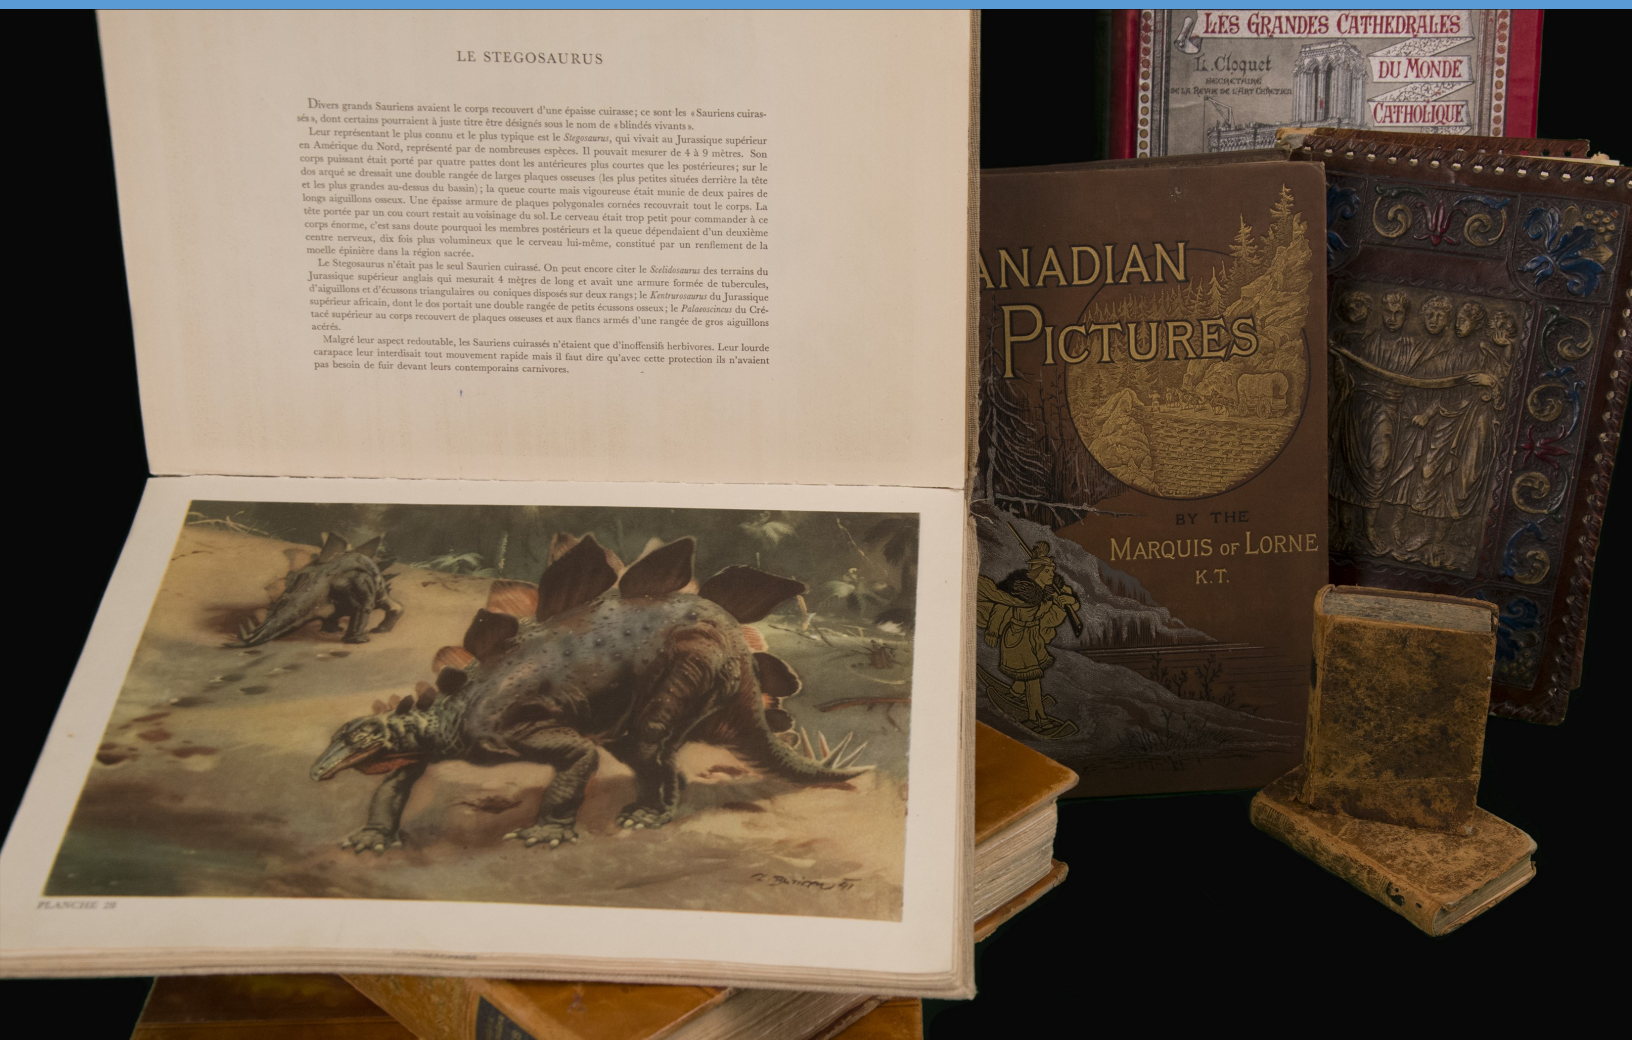 LE STEGOSAURUS
Divers grands Sauriens avaient le corps recouvert d'une épaisse cuirasse; ce sont les «Sauriens cuiras-
sés», dont certains pourraient à juste titre être désignés sous le nom de «blindés vivants».
Leur représentant le plus connu et le plus typique est le Stegosaurus, qui vivait au Jurassique supérieur
en Amérique du Nord, représenté par de nombreuses espèces. Il pouvait mesurer de 4 à 9 mètres. Son
corps puissant était porté par quatre pattes dont les antérieures plus courtes que les postérieures; sur le
dos arqué se dressait une double rangée de larges plaques osseuses (les plus petites situées derrière la tête
et les plus grandes au-dessus du bassin); la queue courte mais vigoureuse était munie de deux paires de
longs aiguillons osseux. Une épaisse armure de plaques polygonales cornées recouvrait tout le corps. La
tête portée par un cou court restait au voisinage du sol. Le cerveau était trop petit pour commander à ce
corps énorme, c'est sans doute pourquoi les membres postérieurs et la queue dépendaient d'un deuxième
centre nerveux, dix fois plus volumineux que le cerveau lui-même, constitué par un renflement de la
moelle épinière dans la région sacrée.
Le Stegosaurus n'était pas le seul Saurien cuirassé. On peut encore citer le Scelidosaurus des terrains du
Jurassique supérieur anglais qui mesurait 4 mètres de long et avait une armure formée de tubercules,
d'aiguillons et d'écussons triangulaires ou coniques disposés sur deux rangs; le Kentrurosaurus du Jurassique
supérieur africain, dont le dos portait une double rangée de petits écussons osseux; le Palaeoscincus du Cré-
tacé supérieur au corps recouvert de plaques osseuses et aux flancs armés d'une rangée de gros aiguillons
acérés.
Malgré leur aspect redoutable, les Sauriens cuirassés n'étaient que d'inoffensifs herbivores. Leur lourde
carapace leur interdisait tout mouvement rapide mais il faut dire qu'avec cette protection ils n'avaient
pas besoin de fuir devant leurs contemporains carnivores.
PLANCHE 28
LES GRANDES CATHEDRALES
DU MONDE
CATHOLIQUE
L. Cloquet
SECRETAIRE
DE LA REVUE DE L'ART CHRETIEN
ANADIAN
PICTURES
BY THE
MARQUIS OF LORNE
K.T.